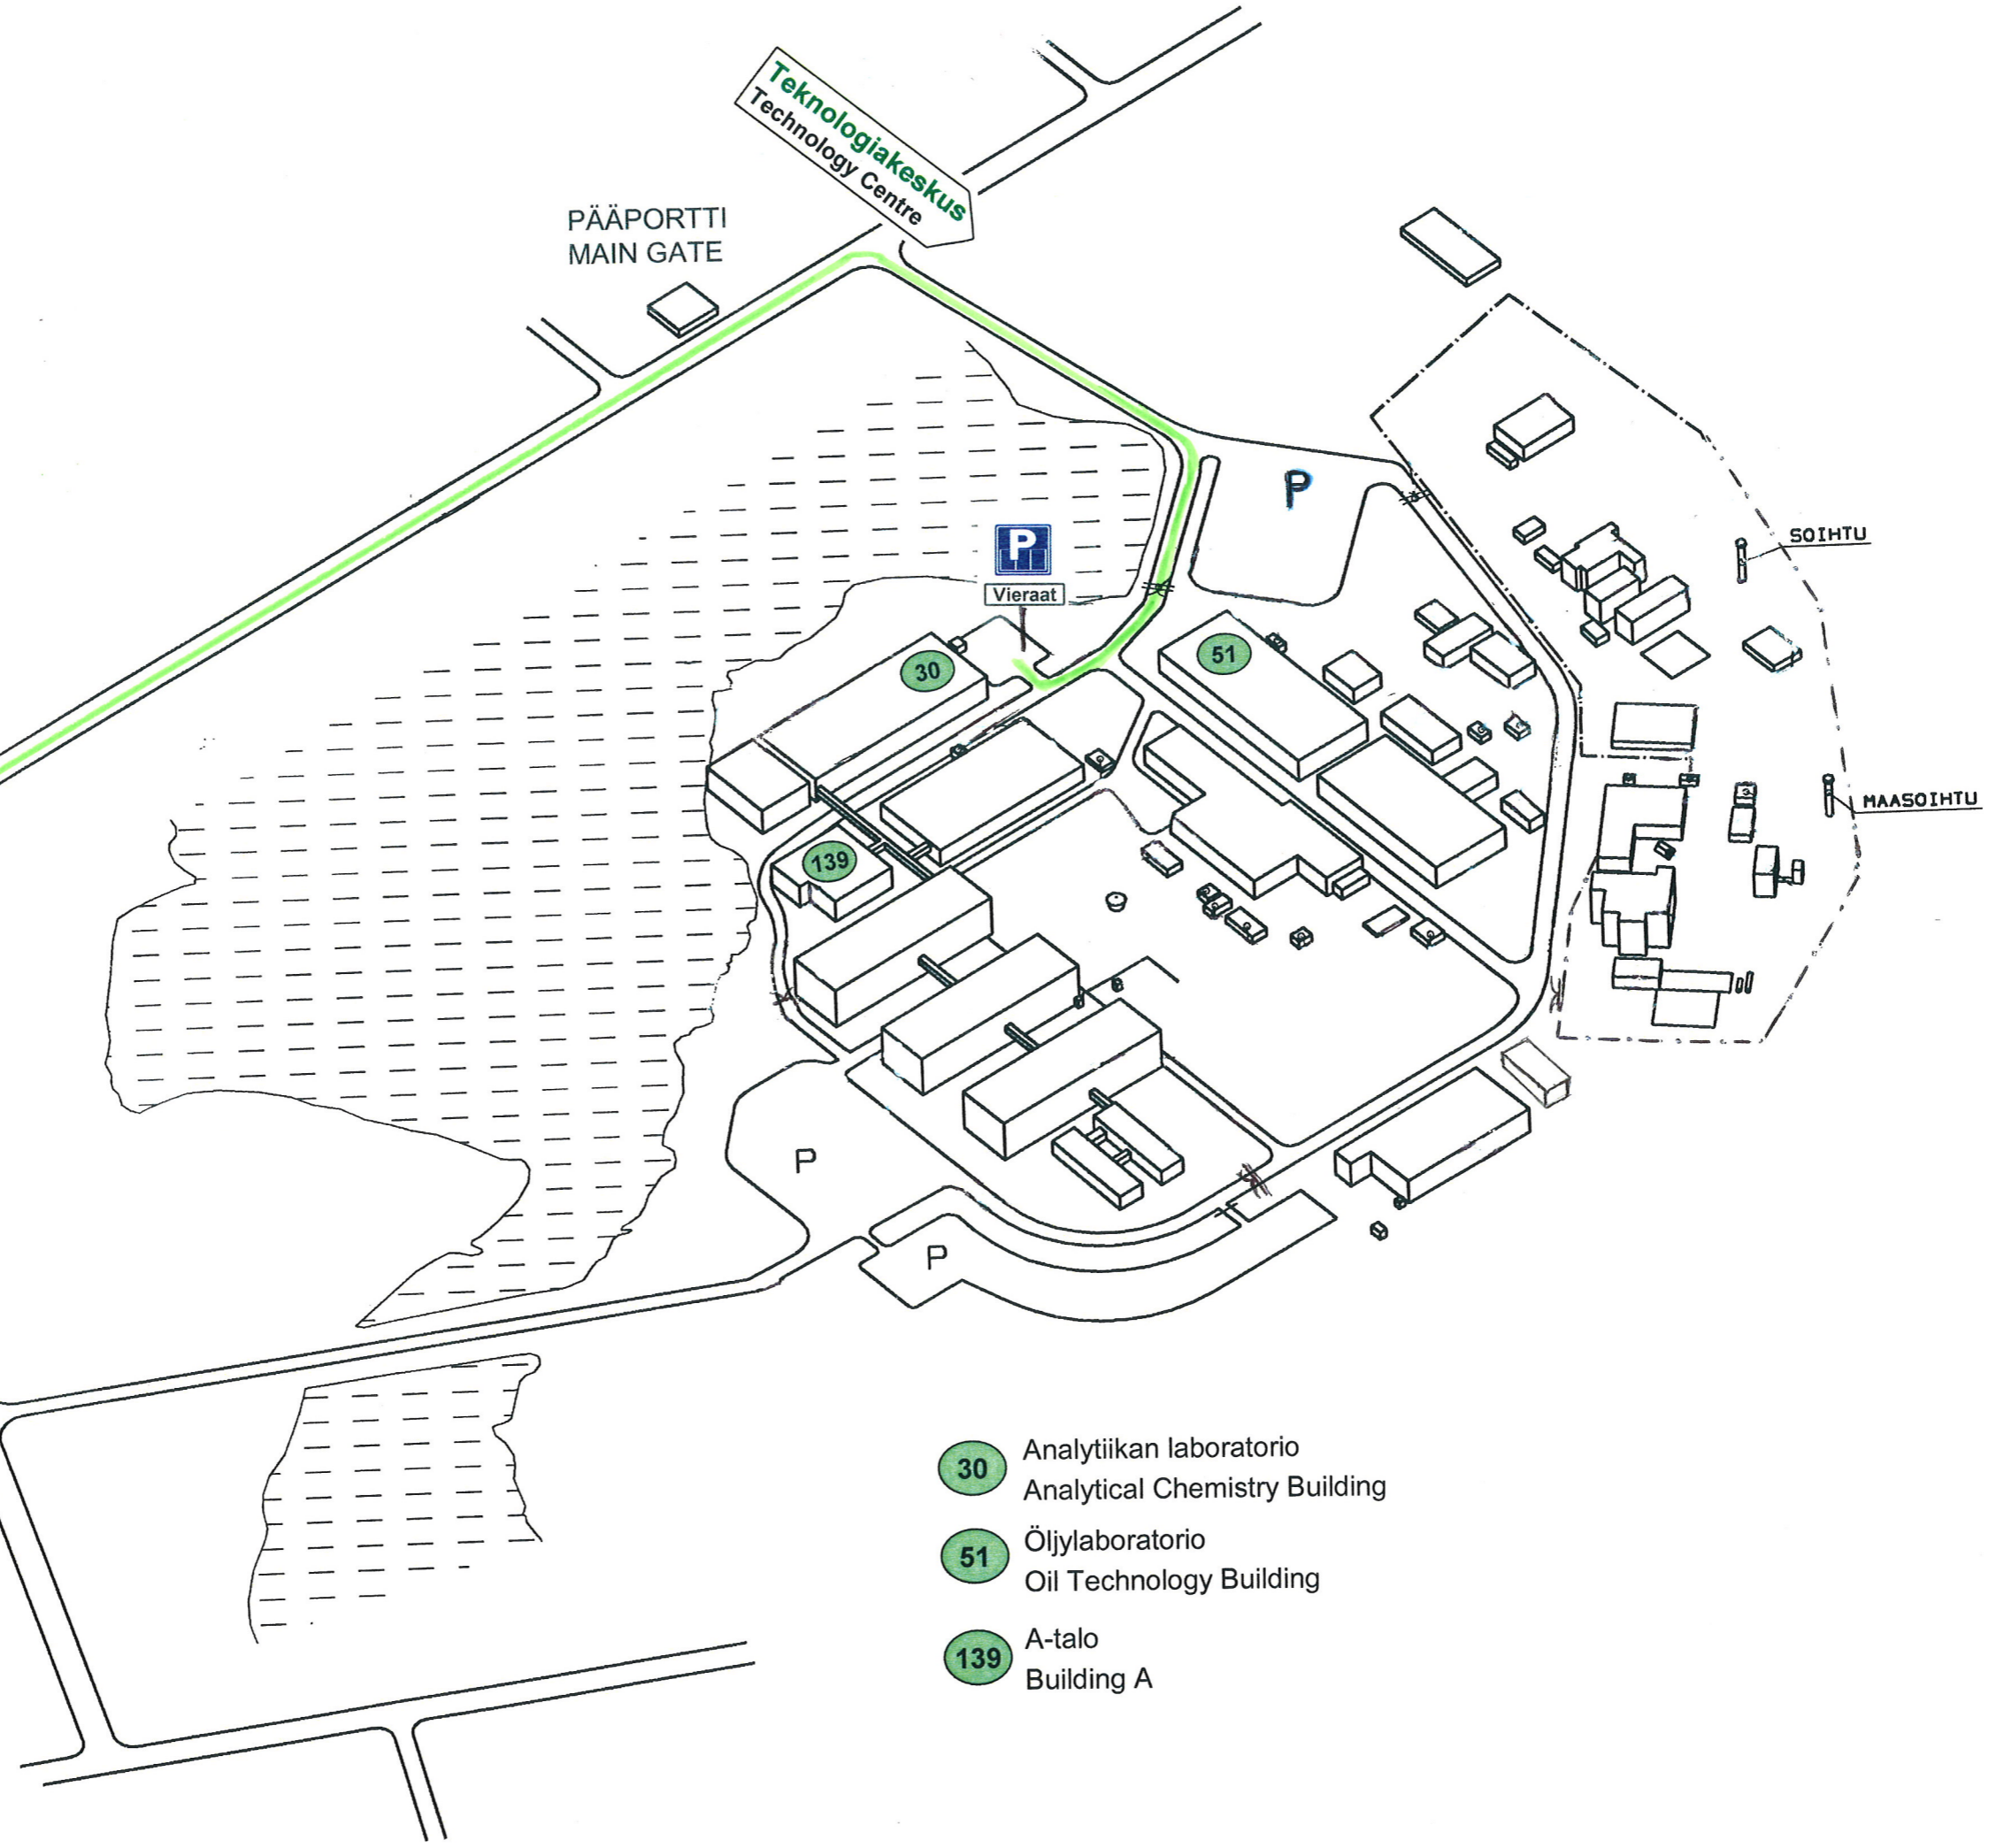 Teknologiakeskus
Technology Centre
PÄÄPORTTI
MAIN GATE
P
SOIHTU
P
Vieraat
30
51
MAASOIHTU
139
P
P
30 Analytiikan laboratorio
Analytical Chemistry Building
51 Öljylaboratorio
Oil Technology Building
139 A-talo
Building A